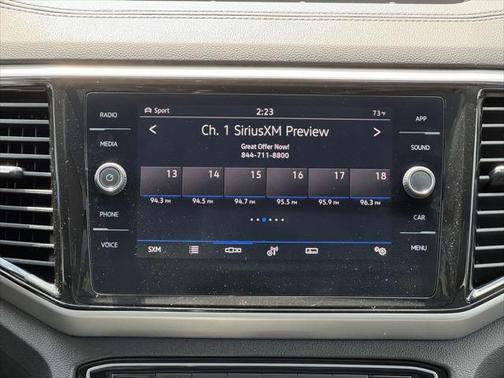 Sport 2:23 73°F
RADIO
MEDIA
PHONE
VOICE
< Ch. 1 SiriusXM Preview >
Great Offer Now!
844-711-8800
13 14 15 16 17 18
94.3 FM 94.5 FM 94.7 FM 95.5 FM 95.9 FM 96.3 FM
SXM
APP
SOUND
CAR
MENU